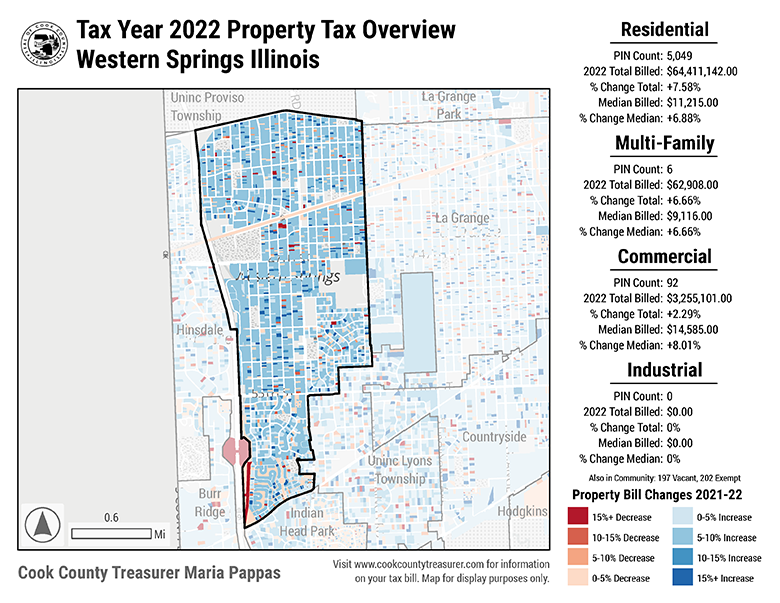 Tax Year 2022 Property Tax Overview
Western Springs Illinois
Uninc Proviso
Township
La Grange
Park
La Grange
Hinsdale
Countryside
Uninc Lyons
Township
Burr
Ridge
Indian
Head Park
Hodgkins
0.6
Mi
Cook County Treasurer Maria Pappas
Visit www.cookcountytreasurer.com for information
on your tax bill. Map for display purposes only.
Residential
PIN Count: 5,049
2022 Total Billed: $64,411,142.00
% Change Total: +7.58%
Median Billed: $11,215.00
% Change Median: +6.88%
Multi-Family
PIN Count: 6
2022 Total Billed: $62,908.00
% Change Total: +6.66%
Median Billed: $9,116.00
% Change Median: +6.66%
Commercial
PIN Count: 92
2022 Total Billed: $3,255,101.00
% Change Total: +2.29%
Median Billed: $14,585.00
% Change Median: +8.01%
Industrial
PIN Count: 0
2022 Total Billed: $0.00
% Change Total: 0%
Median Billed: $0.00
% Change Median: 0%
Also in Community: 197 Vacant, 202 Exempt
Property Bill Changes 2021-22
15%+ Decrease
10-15% Decrease
5-10% Decrease
0-5% Decrease
0-5% Increase
5-10% Increase
10-15% Increase
15%+ Increase